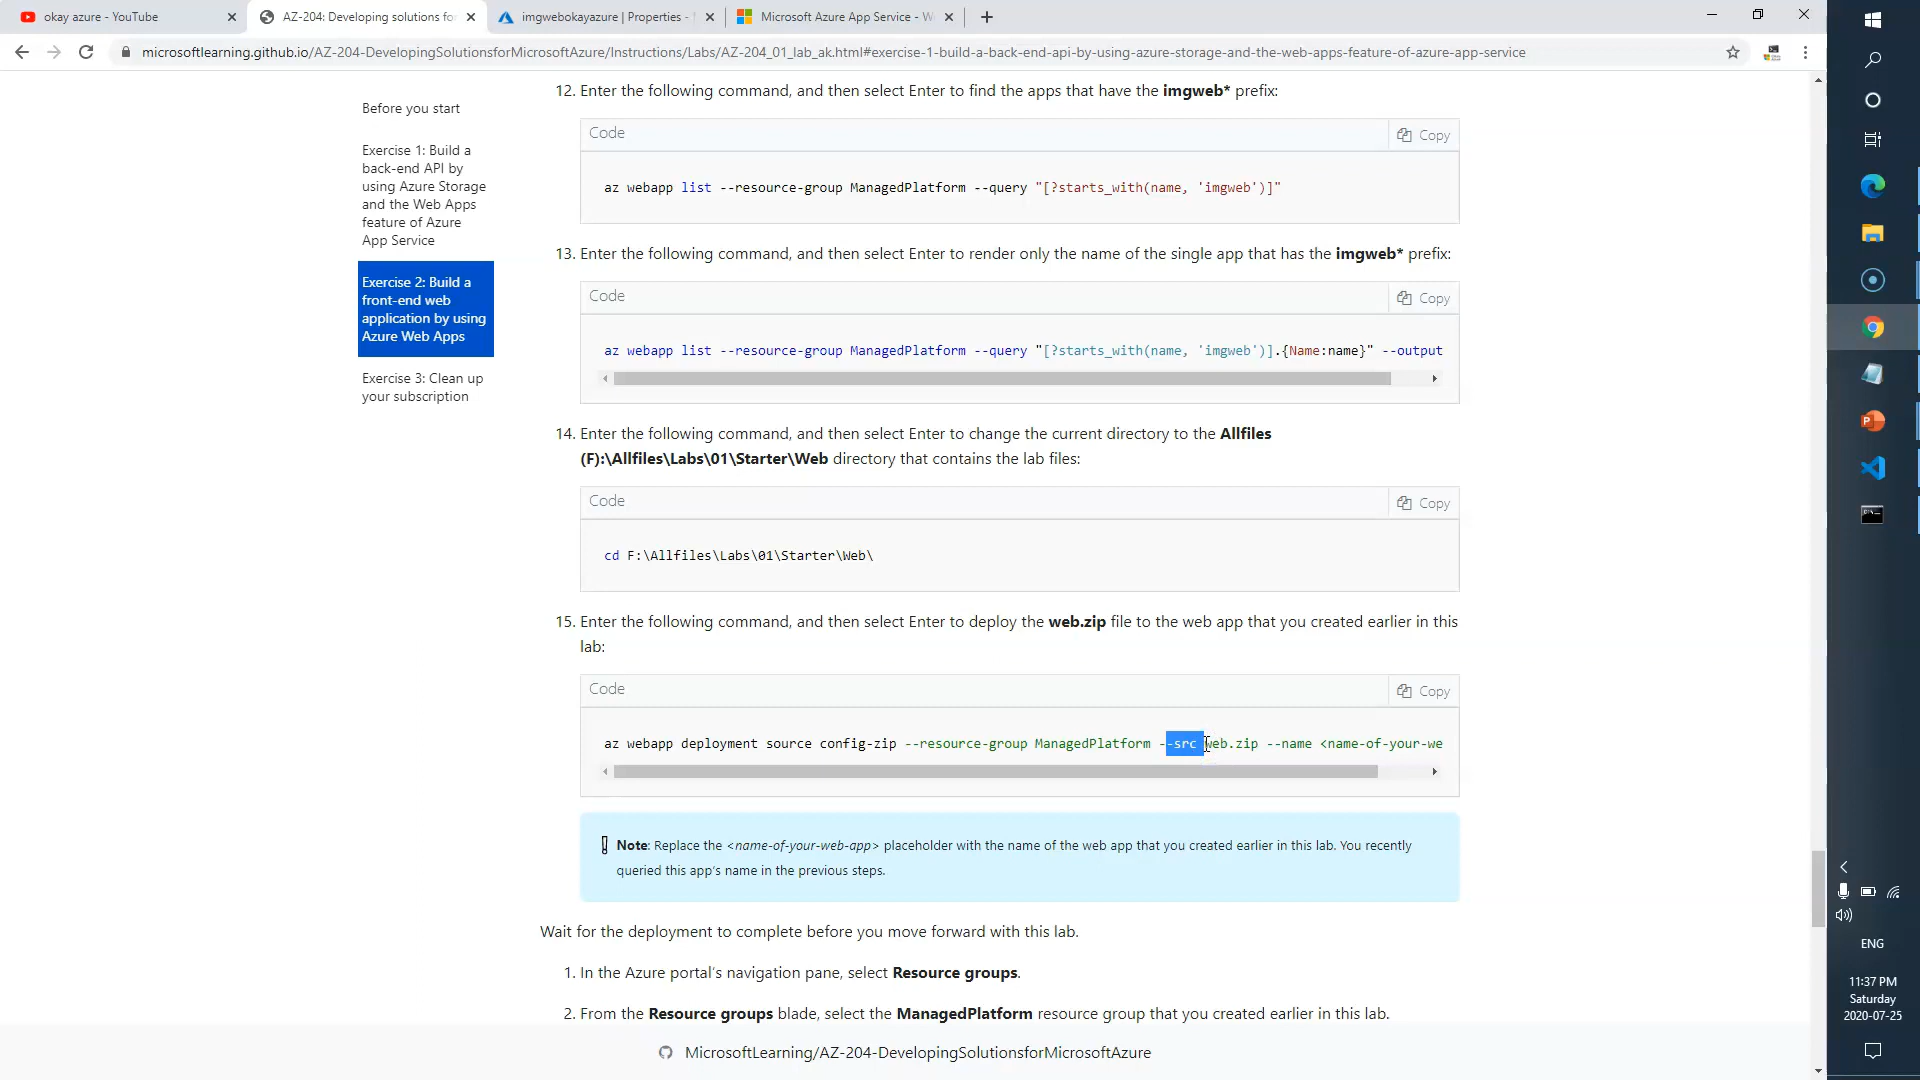 okay azure - YouTube
AZ-204: Developing solutions for
imgwebokayazure | Properties -
Microsoft Azure App Service - W
microsoftlearning.github.io/AZ-204-DevelopingSolutionsforMicrosoftAzure/Instructions/Labs/AZ-204_01_lab_ak.html#exercise-1-build-a-back-end-api-by-using-azure-storage-and-the-web-apps-feature-of-azure-app-service
Before you start
Exercise 1: Build a
back-end API by
using Azure Storage
and the Web Apps
feature of Azure
App Service
Exercise 2: Build a
front-end web
application by using
Azure Web Apps
Exercise 3: Clean up
your subscription
12. Enter the following command, and then select Enter to find the apps that have the imgweb* prefix:
Code
Copy
az webapp list --resource-group ManagedPlatform --query "[?starts_with(name, 'imgweb')]"
13. Enter the following command, and then select Enter to render only the name of the single app that has the imgweb* prefix:
Code
Copy
az webapp list --resource-group ManagedPlatform --query "[?starts_with(name, 'imgweb')].{Name:name}" --output
14. Enter the following command, and then select Enter to change the current directory to the Allfiles
(F):\Allfiles\Labs\01\Starter\Web directory that contains the lab files:
Code
Copy
cd F:\Allfiles\Labs\01\Starter\Web\
15. Enter the following command, and then select Enter to deploy the web.zip file to the web app that you created earlier in this
lab:
Code
Copy
az webapp deployment source config-zip --resource-group ManagedPlatform --src web.zip --name <name-of-your-we
Note: Replace the <name-of-your-web-app> placeholder with the name of the web app that you created earlier in this lab. You recently
queried this app's name in the previous steps.
Wait for the deployment to complete before you move forward with this lab.
1. In the Azure portal's navigation pane, select Resource groups.
2. From the Resource groups blade, select the ManagedPlatform resource group that you created earlier in this lab.
MicrosoftLearning/AZ-204-DevelopingSolutionsforMicrosoftAzure
ENG
11:37 PM
Saturday
2020-07-25